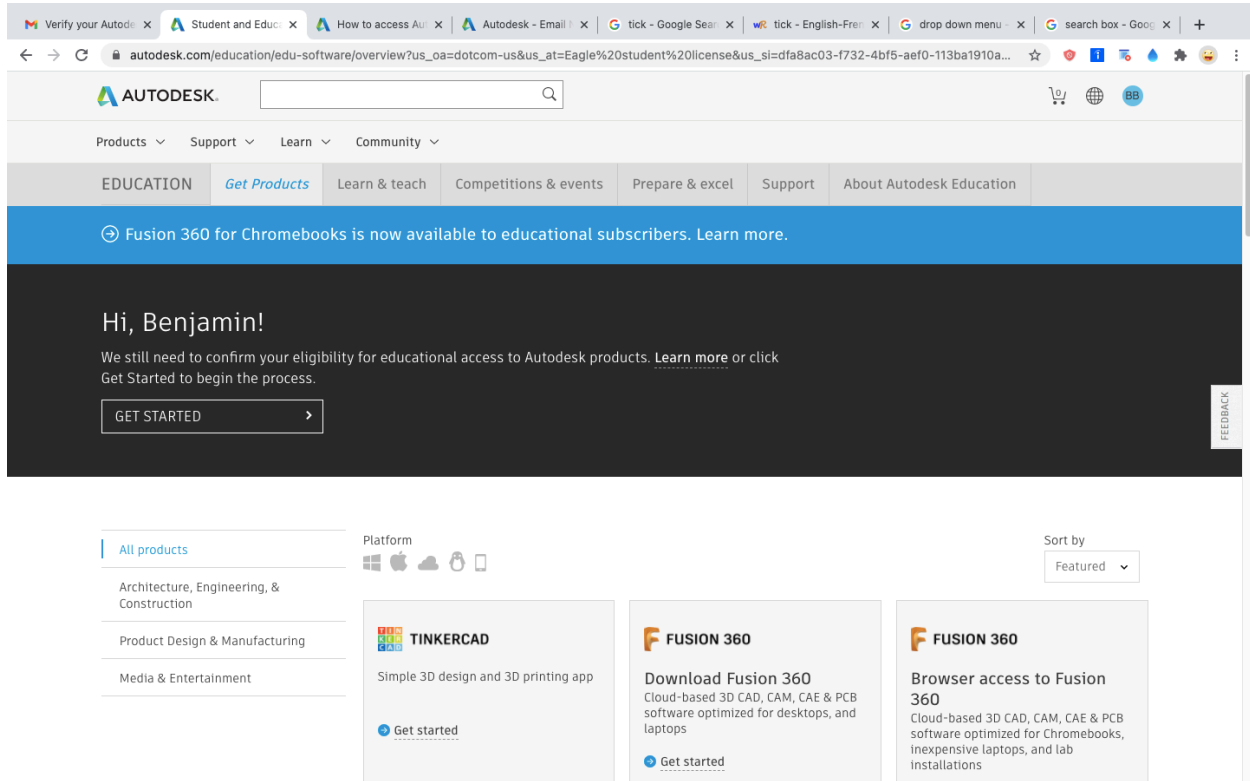 Verify your Autode
Student and Educa
How to access Au
Autodesk - Email
tick - Google Sear
tick - English-Fren
drop down menu -
search box - Goog
autodesk.com/education/edu-software/overview?us_oa=dotcom-us&us_at=Eagle%20student%20license&us_si=dfa8ac03-f732-4bf5-aef0-113ba1910a...
AUTODESK.
0
BB
Products Support Learn Community
EDUCATION Get Products Learn & teach Competitions & events Prepare & excel Support About Autodesk Education
Fusion 360 for Chromebooks is now available to educational subscribers. Learn more.
Hi, Benjamin!
We still need to confirm your eligibility for educational access to Autodesk products. Learn more or click
Get Started to begin the process.
GET STARTED
FEEDBACK
All products
Architecture, Engineering, &
Construction
Product Design & Manufacturing
Media & Entertainment
Platform
Sort by
Featured
TINKERCAD
Simple 3D design and 3D printing app
Get started
FUSION 360
Download Fusion 360
Cloud-based 3D CAD, CAM, CAE & PCB
software optimized for desktops, and
laptops
Get started
FUSION 360
Browser access to Fusion
360
Cloud-based 3D CAD, CAM, CAE & PCB
software optimized for Chromebooks,
inexpensive laptops, and lab
installations